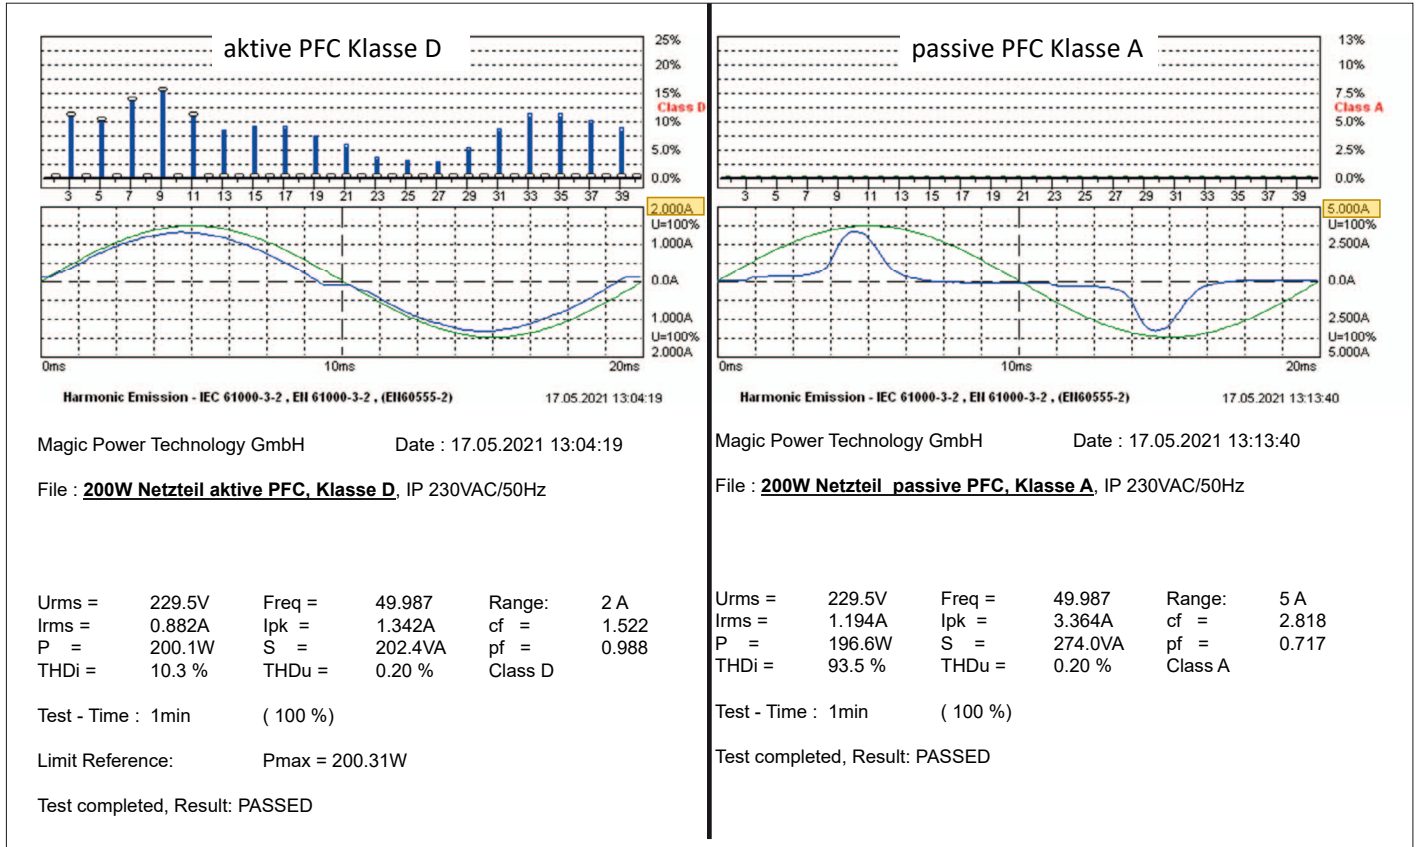 aktive PFC Klasse D
25%
20%
15%
Class D
10%
5.0%
0.0%
3 5 7 9 11 13 15 17 19 21 23 25 27 29 31 33 35 37 39
2.000A
U=100%
1.000A
0.0A
1.000A
U=100%
2.000A
0ms 10ms 20ms
Harmonic Emission - IEC 61000-3-2 , EN 61000-3-2 , (EN60555-2) 17.05.2021 13:04:19
Magic Power Technology GmbH Date : 17.05.2021 13:04:19
File : 200W Netzteil aktive PFC, Klasse D, IP 230VAC/50Hz
Urms = 229.5V Freq = 49.987 Range: 2 A
Irms = 0.882A Ipk = 1.342A cf = 1.522
P = 200.1W S = 202.4VA pf = 0.988
THDi = 10.3 % THDu = 0.20 % Class D
Test - Time : 1min ( 100 %)
Limit Reference: Pmax = 200.31W
Test completed, Result: PASSED
passive PFC Klasse A
13%
10%
7.5%
Class A
5.0%
2.5%
0.0%
3 5 7 9 11 13 15 17 19 21 23 25 27 29 31 33 35 37 39
5.000A
U=100%
2.500A
0.0A
2.500A
U=100%
5.000A
0ms 10ms 20ms
Harmonic Emission - IEC 61000-3-2 , EN 61000-3-2 , (EN60555-2) 17.05.2021 13:13:40
Magic Power Technology GmbH Date : 17.05.2021 13:13:40
File : 200W Netzteil passive PFC, Klasse A, IP 230VAC/50Hz
Urms = 229.5V Freq = 49.987 Range: 5 A
Irms = 1.194A Ipk = 3.364A cf = 2.818
P = 196.6W S = 274.0VA pf = 0.717
THDi = 93.5 % THDu = 0.20 % Class A
Test - Time : 1min ( 100 %)
Test completed, Result: PASSED